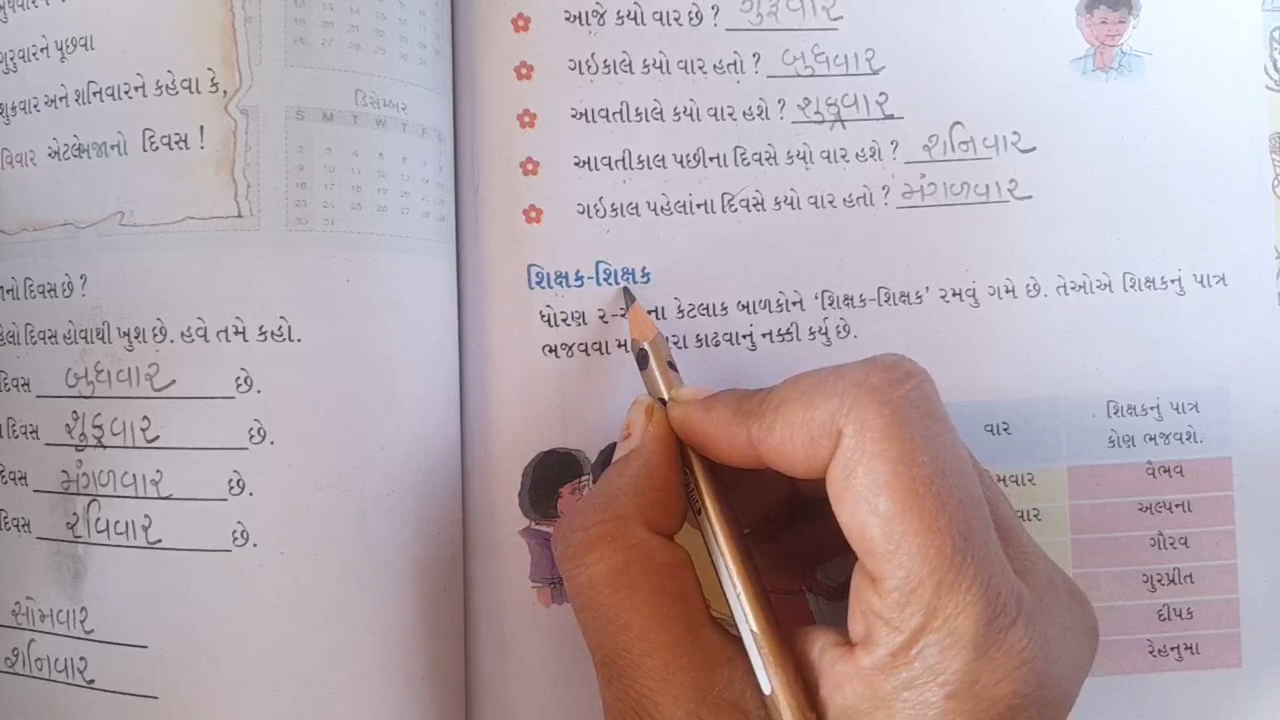 ગુરુવારને પૂછવા
શુક્રવાર અને શનિવારને કહેવા કે,
એટલેમજાનો દિવસ !
ડિસેમ્બર
S M T W T F S
દિવસ છે ?
દિવસ હોવાથી ખુશ છે. હવે તમે કહો.
દિવસ બુધવાર છે.
દિવસ શુક્રવાર છે.
દિવસ મંગળવાર છે.
દિવસ રવિવાર છે.
સોમવાર
શનિવાર
આજે કયો વાર છે ? ગુરુવાર
ગઈકાલે કયો વાર હતો ? બુધવાર
આવતીકાલે કયો વાર હશે ? શુક્રવાર
આવતીકાલ પછીના દિવસે કયો વાર હશે ? શનિવાર
ગઈકાલ પહેલાંના દિવસે કયો વાર હતો ? મંગળવાર
શિક્ષક-શિક્ષક
ધોરણ કેટલાક બાળકોને ‘શિક્ષક-શિક્ષક’ રમવું ગમે છે. તેઓએ શિક્ષકનું પાત્ર
ભજવવા કાઢવાનું નક્કી કર્યુ છે.
વાર શિક્ષકનું પાત્ર
કોણ ભજવશે.
વૈભવ
અલ્પના
ગૌરવ
ગુરપ્રીત
દીપક
રેહનુમા